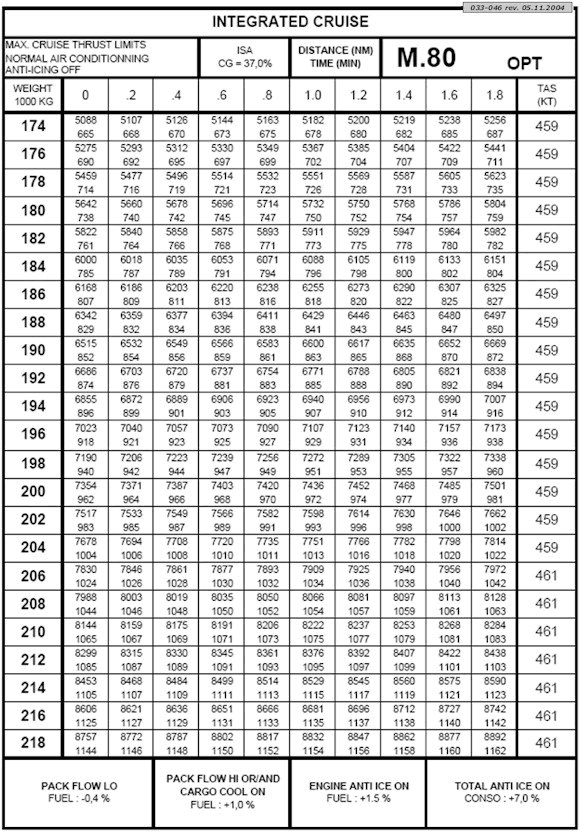 033-046 rev. 05.11.2004
INTEGRATED CRUISE
MAX. CRUISE THRUST LIMITS
NORMAL AIR CONDITIONNING
ANTI-ICING OFF
ISA
CG = 37,0%
DISTANCE (NM)
TIME (MIN)
M.80 OPT
WEIGHT 1000 KG 0 .2 .4 .6 .8 1.0 1.2 1.4 1.6 1.8 TAS (KT)
174 5088 5107 5126 5144 5163 5182 5200 5219 5238 5256 459
665 668 670 673 675 678 680 682 685 687
176 5275 5293 5312 5330 5349 5367 5385 5404 5422 5441 459
690 692 695 697 699 702 704 707 709 711
178 5459 5477 5496 5514 5532 5551 5569 5587 5605 5623 459
714 716 719 721 723 726 728 731 733 735
180 5642 5660 5678 5696 5714 5732 5750 5768 5786 5804 459
738 740 742 745 747 750 752 754 757 759
182 5822 5840 5858 5875 5893 5911 5929 5947 5964 5982 459
761 764 766 768 771 773 775 778 780 782
184 6000 6018 6035 6053 6071 6088 6105 6119 6133 6151 459
785 787 789 791 794 796 798 800 802 804
186 6168 6186 6203 6220 6238 6255 6273 6290 6307 6325 459
807 809 811 813 816 818 820 822 825 827
188 6342 6359 6377 6394 6411 6429 6446 6463 6480 6497 459
829 832 834 836 838 841 843 845 847 850
190 6515 6532 6549 6566 6583 6600 6617 6635 6652 6669 459
852 854 856 859 861 863 865 868 870 872
192 6686 6703 6720 6737 6754 6771 6788 6805 6821 6838 459
874 876 879 881 883 885 888 890 892 894
194 6855 6872 6889 6906 6923 6940 6956 6973 6990 7007 459
896 899 901 903 905 907 910 912 914 916
196 7023 7040 7057 7073 7090 7107 7123 7140 7157 7173 459
918 921 923 925 927 929 931 934 936 938
198 7190 7206 7223 7239 7256 7272 7289 7305 7322 7338 459
940 942 944 947 949 951 953 955 957 960
200 7354 7371 7387 7403 7420 7436 7452 7468 7485 7501 459
962 964 966 968 970 972 974 977 979 981
202 7517 7533 7549 7566 7582 7598 7614 7630 7646 7662 459
983 985 987 989 991 993 996 998 1000 1002
204 7678 7694 7708 7720 7735 7751 7766 7782 7798 7814 459
1004 1006 1008 1010 1011 1013 1016 1018 1020 1022
206 7830 7846 7861 7877 7893 7909 7925 7940 7956 7972 461
1024 1026 1028 1030 1032 1034 1036 1038 1040 1042
208 7988 8003 8019 8035 8050 8066 8081 8097 8113 8128 461
1044 1046 1048 1050 1052 1054 1057 1059 1061 1063
210 8144 8159 8175 8191 8206 8222 8237 8253 8268 8284 461
1065 1067 1069 1071 1073 1075 1077 1079 1081 1083
212 8299 8315 8330 8345 8361 8376 8392 8407 8422 8438 461
1085 1087 1089 1091 1093 1095 1097 1099 1101 1103
214 8453 8468 8484 8499 8514 8529 8545 8560 8575 8590 461
1105 1107 1109 1111 1113 1115 1117 1119 1121 1123
216 8606 8621 8636 8651 8666 8681 8696 8712 8727 8742 461
1125 1127 1129 1131 1133 1135 1137 1138 1140 1142
218 8757 8772 8787 8802 8817 8832 8847 8862 8877 8892 461
1144 1146 1148 1150 1152 1154 1156 1158 1160 1162
PACK FLOW LO
FUEL : -0,4 %
PACK FLOW HI OR/AND
CARGO COOL ON
FUEL : +1,0 %
ENGINE ANTI ICE ON
FUEL : +1.5 %
TOTAL ANTI ICE ON
CONSO : +7,0 %